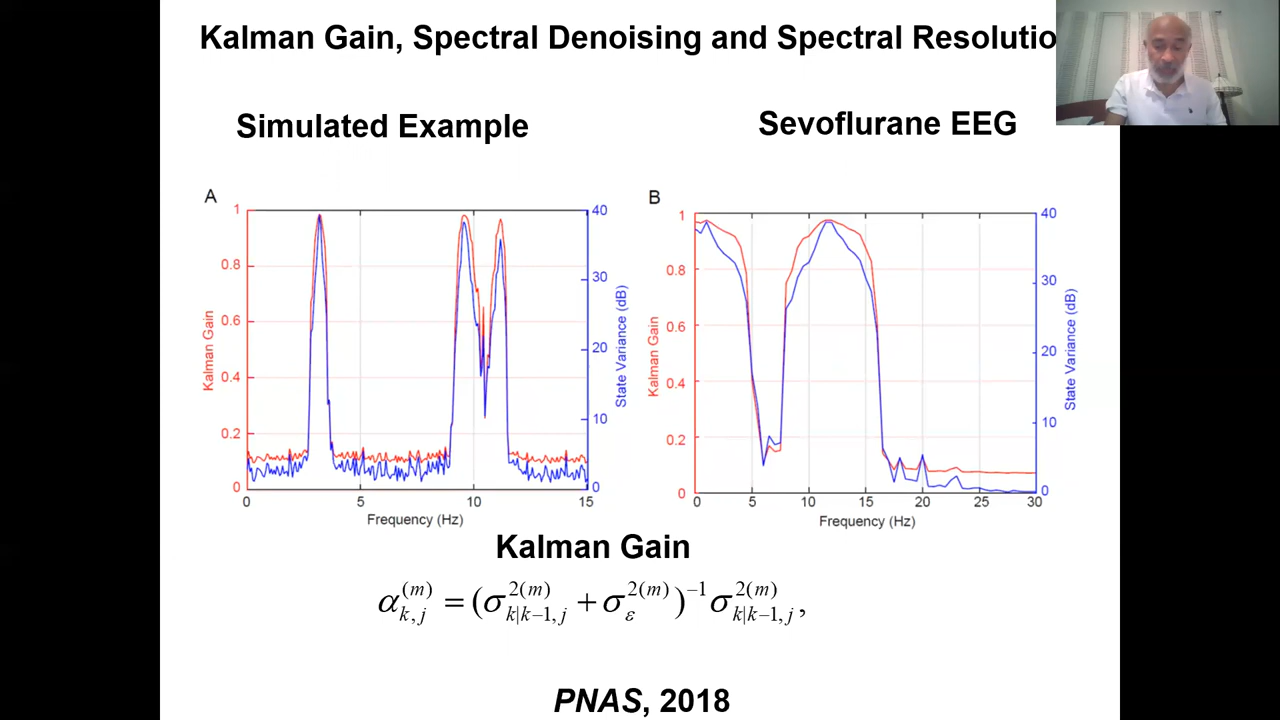 Kalman Gain, Spectral Denoising and Spectral Resolutio
Simulated Example
Sevoflurane EEG
A
B
Kalman Gain
1
0.8
0.6
0.4
0.2
0
40
30
20
10
0
State Variance (dB)
0 5 10 15
Frequency (Hz)
Kalman Gain
1
0.8
0.6
0.4
0.2
0
40
30
20
10
0
State Variance (dB)
0 5 10 15 20 25 30
Frequency (Hz)
Kalman Gain
α_{k,j}^{(m)} = (σ_{k|k−1,j}^{2(m)} + σ_ε^{2(m)})^{−1} σ_{k|k−1,j}^{2(m)},
PNAS, 2018